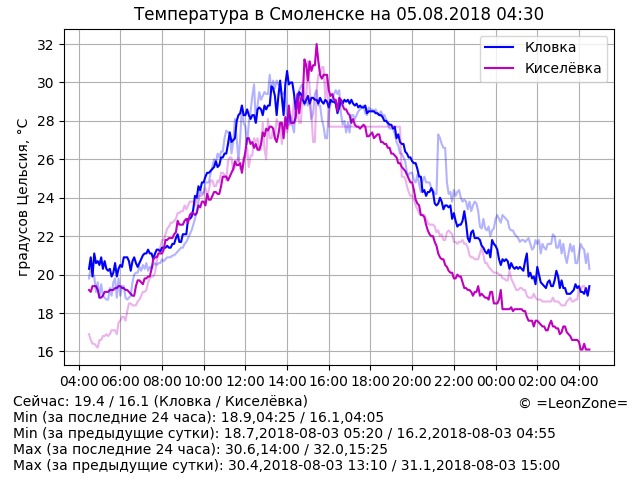 Температура в Смоленске на 05.08.2018 04:30
Кловка
Киселёвка
градусов Цельсия, °C
32
30
28
26
24
22
20
18
16
04:00 06:00 08:00 10:00 12:00 14:00 16:00 18:00 20:00 22:00 00:00 02:00 04:00
Сейчас: 19.4 / 16.1 (Кловка / Киселёвка)
© =LeonZone=
Min (за последние 24 часа): 18.9,04:25 / 16.1,04:05
Min (за предыдущие сутки): 18.7,2018-08-03 05:20 / 16.2,2018-08-03 04:55
Max (за последние 24 часа): 30.6,14:00 / 32.0,15:25
Max (за предыдущие сутки): 30.4,2018-08-03 13:10 / 31.1,2018-08-03 15:00